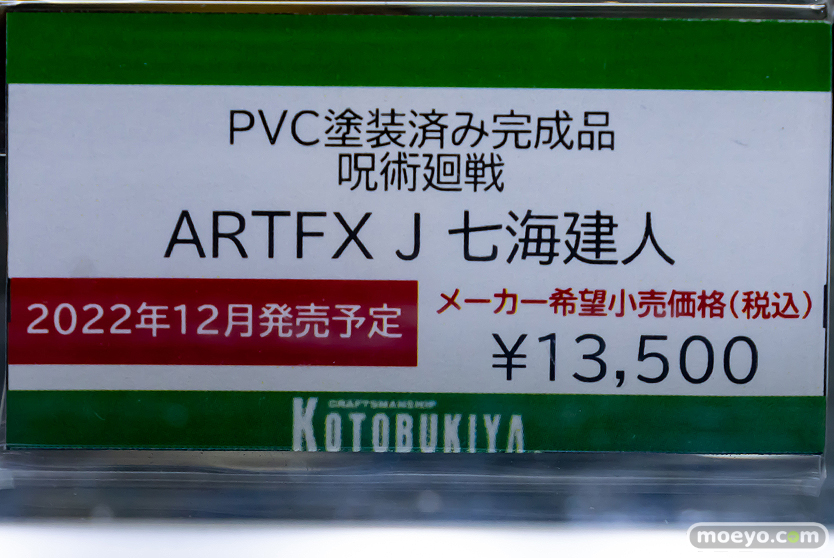 PVC塗装済み完成品
呪術廻戦
ARTFX J 七海建人
2022年12月発売予定
メーカー希望小売価格(税込)
¥13,500
CRAFTSMANSHIP
KOTOBUKIYA
moeyo.com